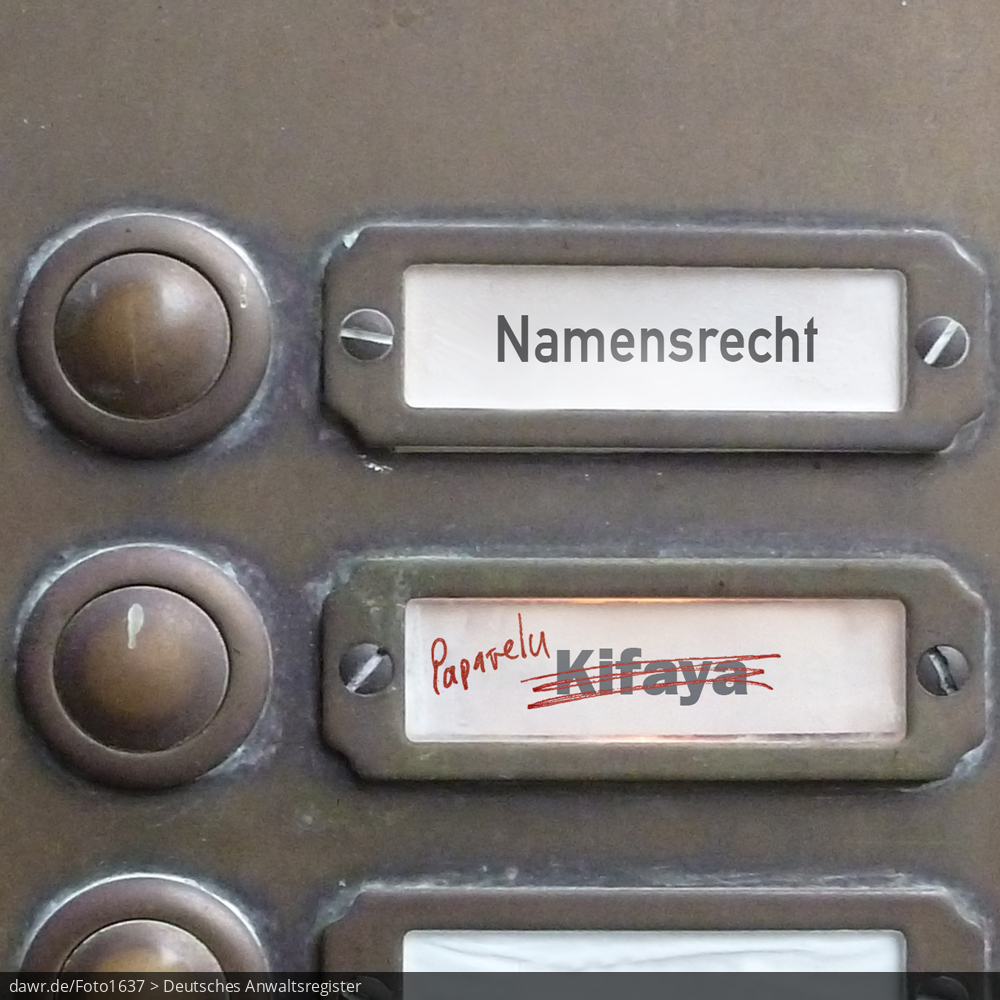 Namensrecht
Papavelu
Kifaya
dawr.de/Foto1637 > Deutsches Anwaltsregister